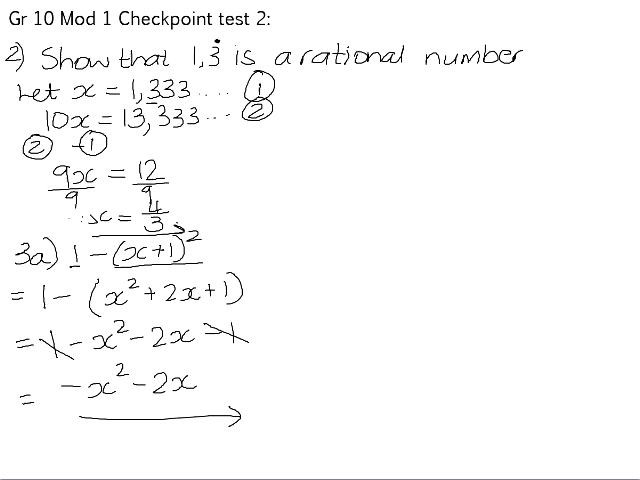 Gr 10 Mod 1 Checkpoint test 2:
2) Show that 1,3̇ is a rational number
Let x = 1,333.... ①
10x = 13,333... ②
② - ①
9x/9 = 12/9
∴ x = 4/3
3a) 1 - (x+1)²
= 1 - (x² + 2x + 1)
= 1 - x² - 2x - 1
= -x² - 2x